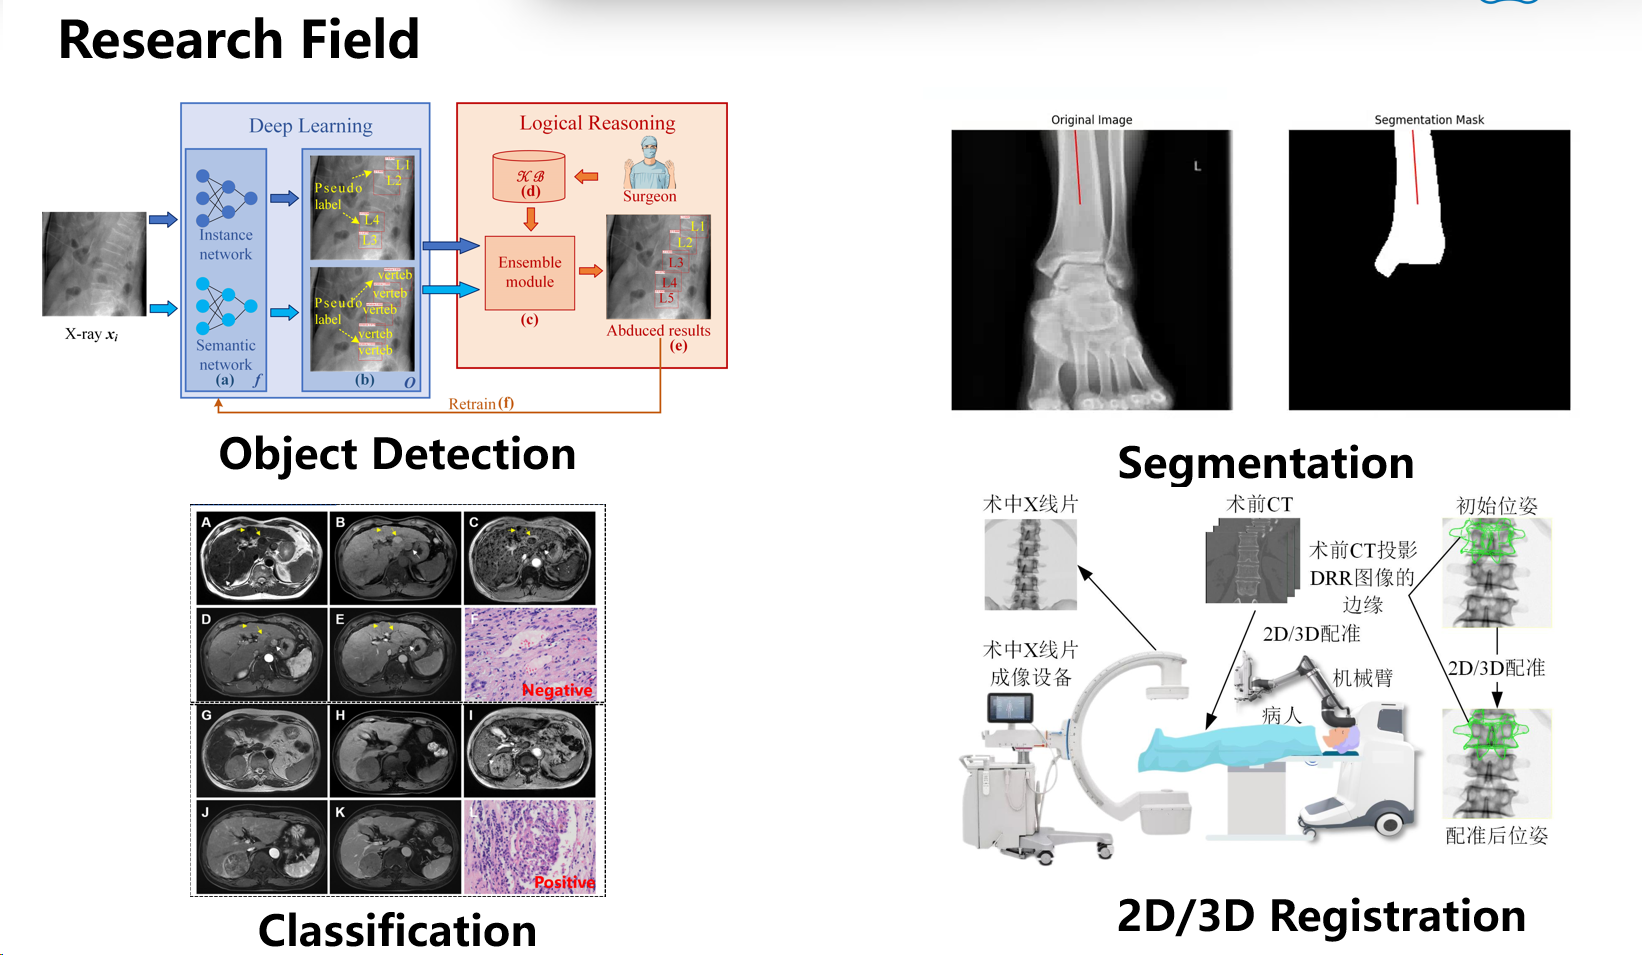 Research Field
Deep Learning
Instance
network
Semantic
network
(a)
f
Pseudo
label
L1
L2
L4
L3
Pseudo
label
verteb
verteb
verteb
verteb
verteb
(b)
O
X-ray xi
Logical Reasoning
𝒦ℬ
(d)
Surgeon
Ensemble
module
(c)
L1
L2
L3
L4
L5
Abduced results
(e)
Retrain (f)
Object Detection
Original Image
L
Segmentation Mask
Segmentation
A
B
C
D
E
F
Negative
G
H
I
J
K
L
Positive
Classification
术中X线片
术前CT
初始位姿
术前CT投影
DRR图像的
边缘
2D/3D配准
术中X线片
成像设备
机械臂
病人
2D/3D配准
配准后位姿
2D/3D Registration